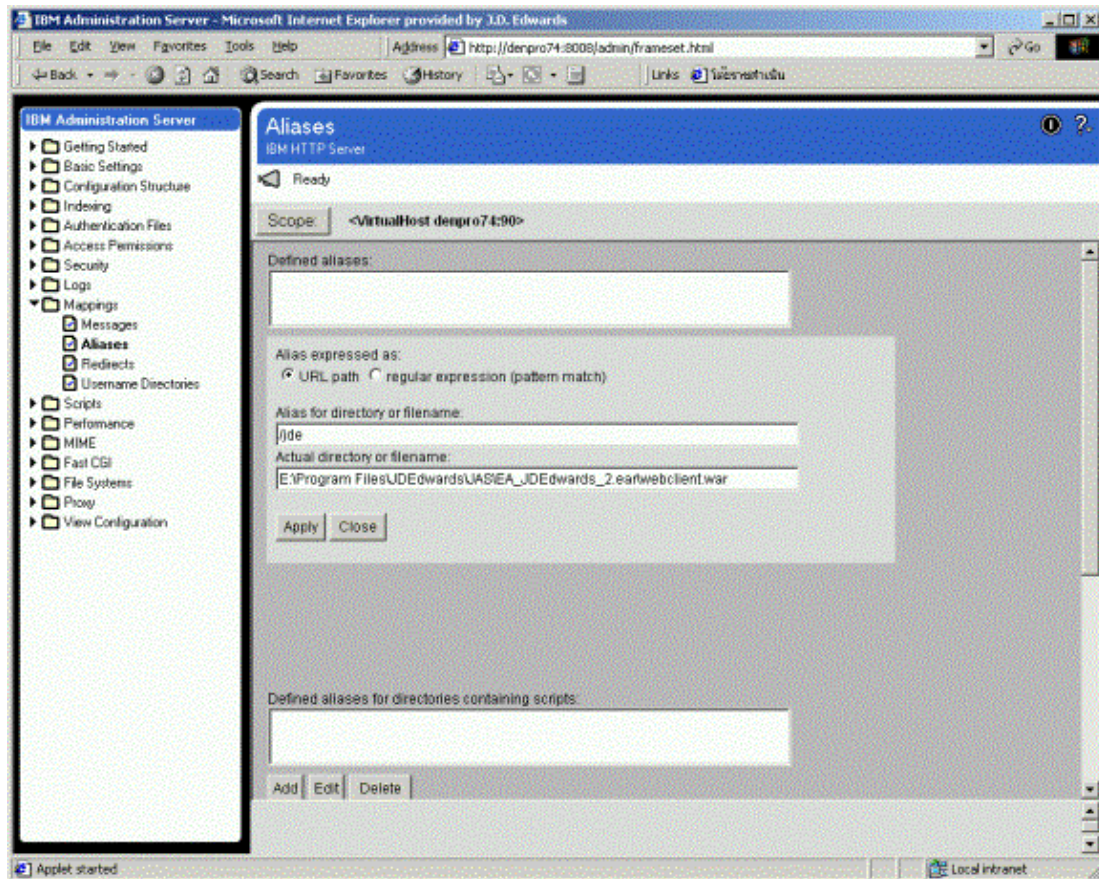 IBM Administration Server - Microsoft Internet Explorer provided by J.D. Edwards
File Edit View Favorites Tools Help Address http://denpro74:8008/admin/frameset.html Go
Back Search Favorites History Links
IBM Administration Server
Getting Started
Basic Settings
Configuration Structure
Indexing
Authentication Files
Access Permissions
Security
Logs
Mappings
Messages
Aliases
Redirects
Username Directories
Scripts
Performance
MIME
Fast CGI
File Systems
Proxy
View Configuration
Aliases
IBM HTTP Server
Ready
Scope: <VirtualHost denpro74:90>
Defined aliases:
Alias expressed as:
URL path regular expression (pattern match)
Alias for directory or filename:
/jde
Actual directory or filename:
E:\Program Files\JDEdwards\JAS\EA_JDEdwards_2.ear\webclient.war
Apply Close
Defined aliases for directories containing scripts:
Add Edit Delete
Applet started Local intranet